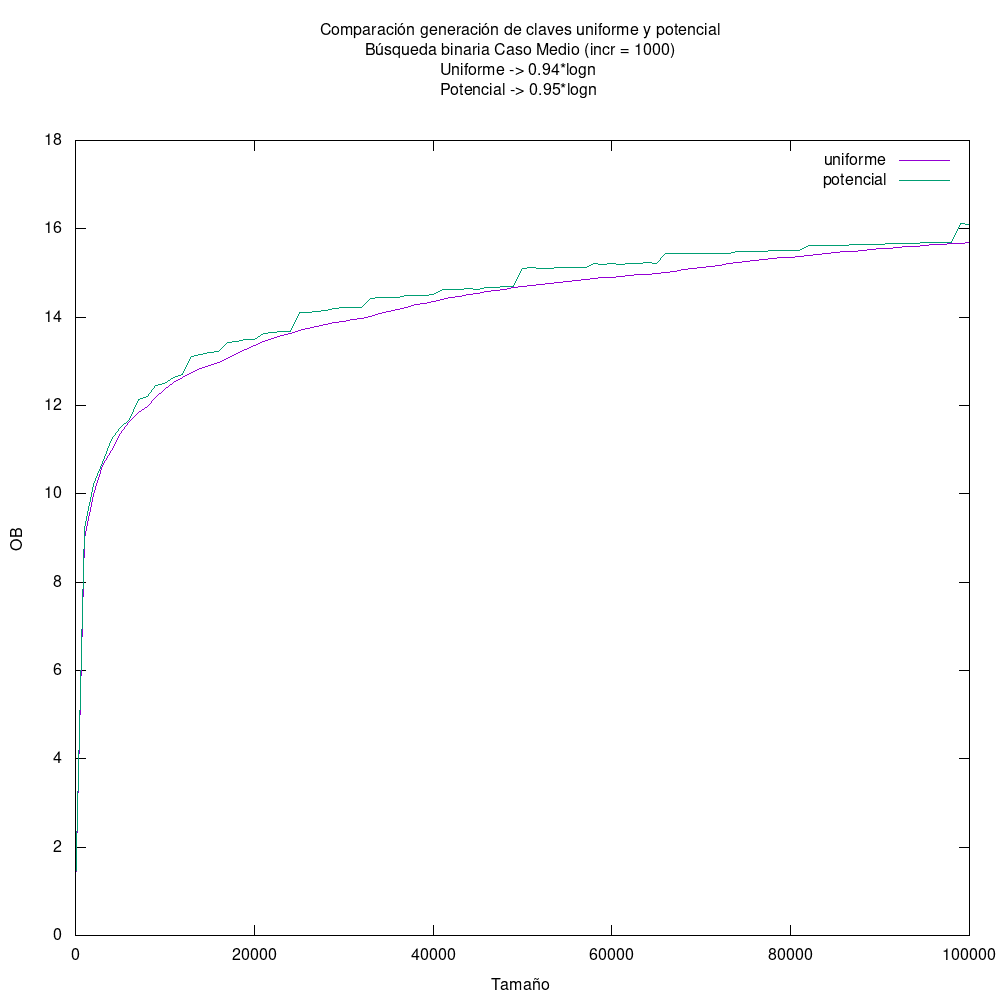 Comparación generación de claves uniforme y potencial
Búsqueda binaria Caso Medio (incr = 1000)
Uniforme -> 0.94*logn
Potencial -> 0.95*logn
uniforme
potencial
18
16
14
12
10
8
6
4
2
0
OB
0 20000 40000 60000 80000 100000
Tamaño